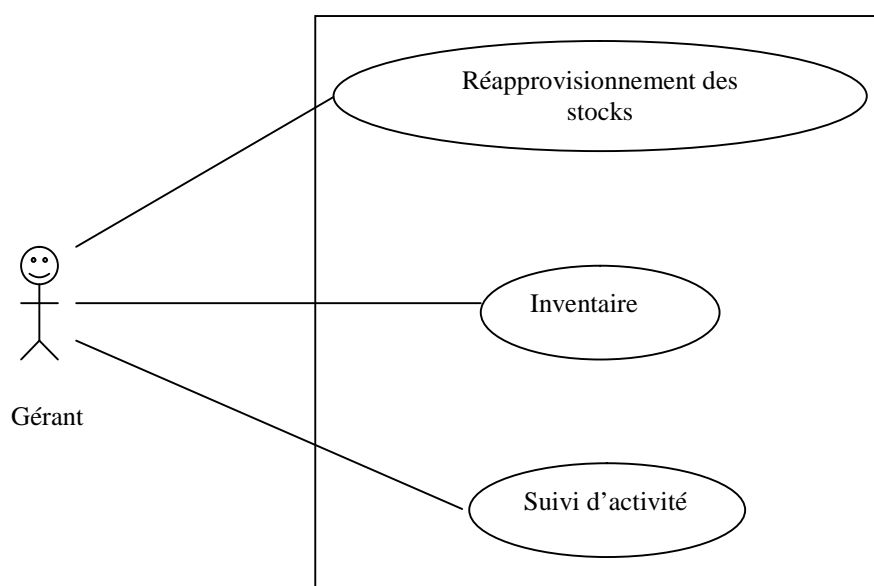 Réapprovisionnement des
stocks
Inventaire
Gérant
Suivi d’activité